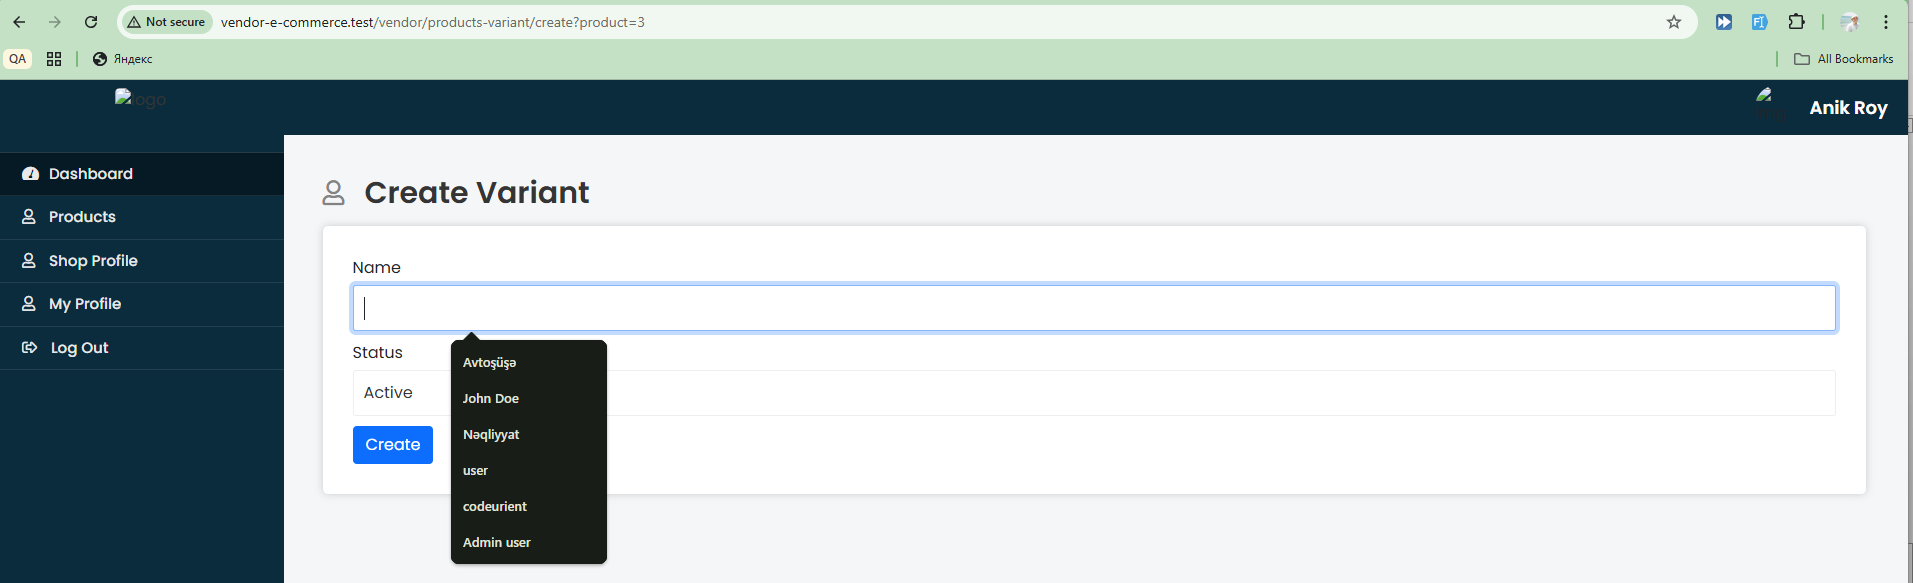 Not secure vendor-e-commerce.test/vendor/products-variant/create?product=3
QA
Яндекс
All Bookmarks
logo
Anik Roy
Dashboard
Products
Shop Profile
My Profile
Log Out
Create Variant
Name
Avtoşüşə
John Doe
Nəqliyyat
user
codeurient
Admin user
Status
Active
Create